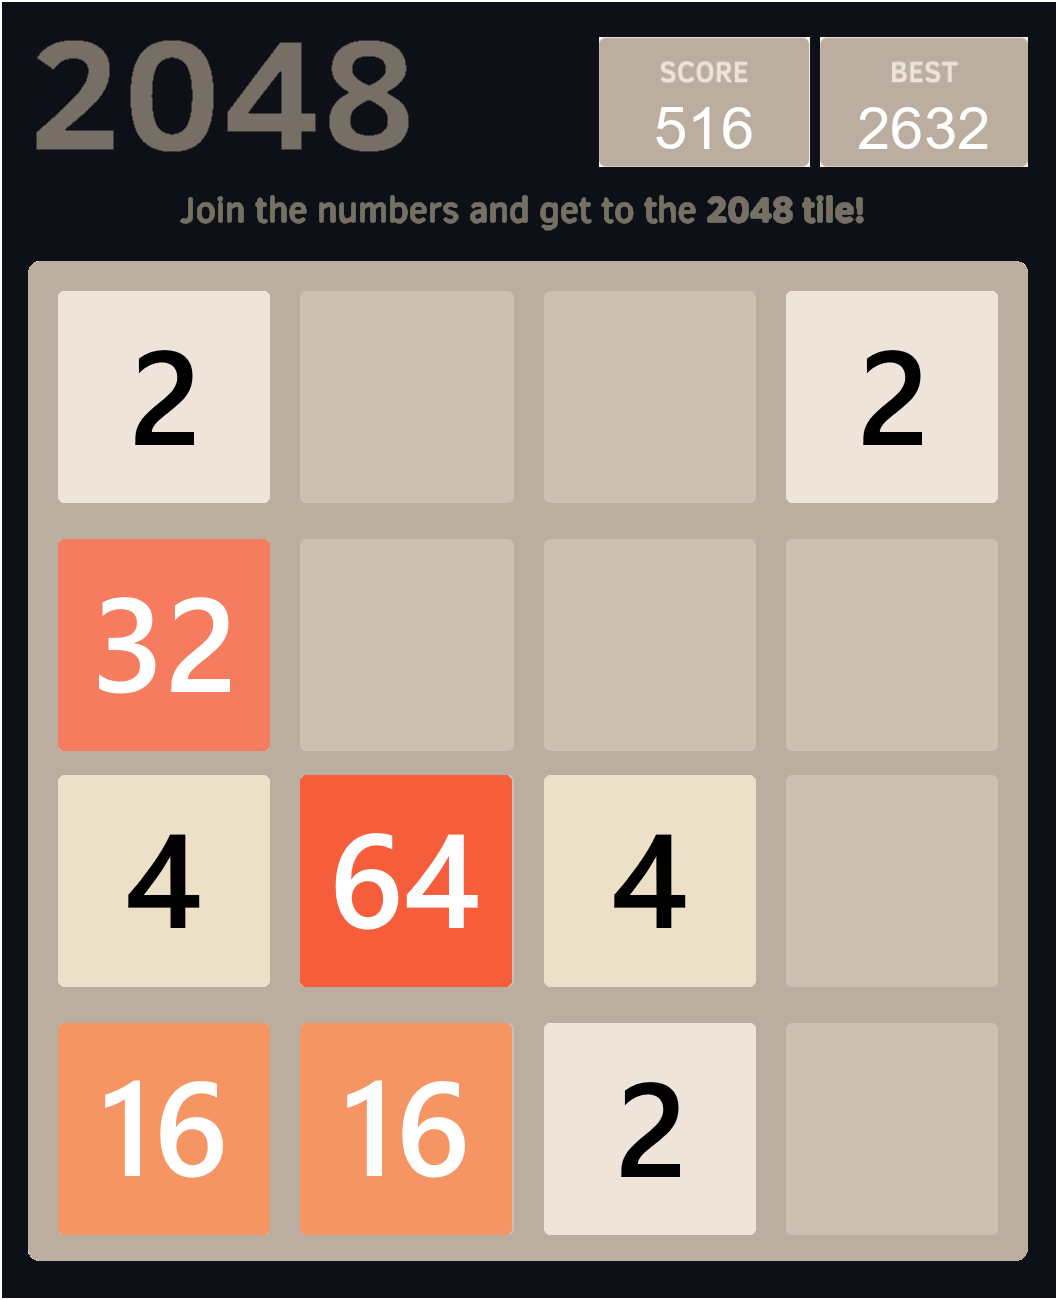 2048
SCORE BEST
516 2632
Join the numbers and get to the 2048 tile!
2 2
32
4 64 4
16 16 2